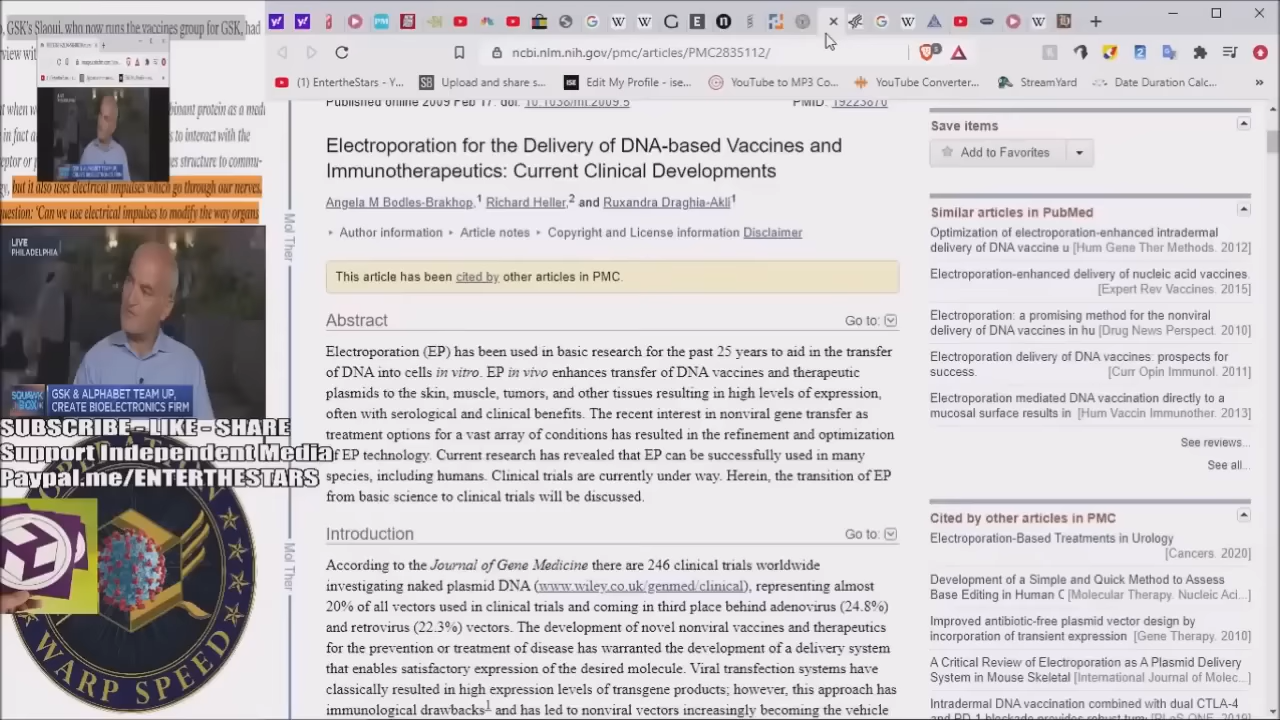 GSK's Slaoui, who now runs the vaccines group for GSK, had
but it also uses electrical impulses which go through our nerves.
question: 'Can we use electrical impulses to modify the way organs
LIVE
PHILADELPHIA
SQUAWK
BOX
GSK & ALPHABET TEAM UP,
CREATE BIOELECTRONICS FIRM
SUBSCRIBE - LIKE - SHARE
Support Independent Media
Paypal.me/ENTERTHESTARS
OPERATION
WARP SPEED
ncbi.nlm.nih.gov/pmc/articles/PMC2835112/
(1) EntertheStars - Y...
Upload and share s...
Edit My Profile - ise...
YouTube to mp3 Co...
YouTube Converter...
StreamYard
Date Duration Calc...
Published online 2009 Feb 17. doi: 10.1038/mt.2009.5
PMID: 19223870
Electroporation for the Delivery of DNA-based Vaccines and
Immunotherapeutics: Current Clinical Developments
Angela M Bodles-Brakhop,1 Richard Heller,2 and Ruxandra Draghia-Akli1
Author information Article notes Copyright and License information Disclaimer
This article has been cited by other articles in PMC.
Abstract
Go to:
Electroporation (EP) has been used in basic research for the past 25 years to aid in the transfer
of DNA into cells in vitro. EP in vivo enhances transfer of DNA vaccines and therapeutic
plasmids to the skin, muscle, tumors, and other tissues resulting in high levels of expression,
often with serological and clinical benefits. The recent interest in nonviral gene transfer as
treatment options for a vast array of conditions has resulted in the refinement and optimization
of EP technology. Current research has revealed that EP can be successfully used in many
species, including humans. Clinical trials are currently under way. Herein, the transition of EP
from basic science to clinical trials will be discussed.
Introduction
Go to:
According to the Journal of Gene Medicine there are 246 clinical trials worldwide
investigating naked plasmid DNA (www.wiley.co.uk/genmed/clinical), representing almost
20% of all vectors used in clinical trials and coming in third place behind adenovirus (24.8%)
and retrovirus (22.3%) vectors. The development of novel nonviral vaccines and therapeutics
for the prevention or treatment of disease has warranted the development of a delivery system
that enables satisfactory expression of the desired molecule. Viral transfection systems have
classically resulted in high expression levels of transgene products; however, this approach has
immunological drawbacks1 and has led to nonviral vectors increasingly becoming the vehicle
Mol Ther
Mol Ther
Save items
Add to Favorites
Similar articles in PubMed
Optimization of electroporation-enhanced intradermal
delivery of DNA vaccine u [Hum Gene Ther Methods. 2012]
Electroporation-enhanced delivery of nucleic acid vaccines.
[Expert Rev Vaccines. 2015]
Electroporation: a promising method for the nonviral
delivery of DNA vaccines in hu [Drug News Perspect. 2010]
Electroporation delivery of DNA vaccines: prospects for
success. [Curr Opin Immunol. 2011]
Electroporation mediated DNA vaccination directly to a
mucosal surface results in [Hum Vaccin Immunother. 2013]
See reviews...
See all...
Cited by other articles in PMC
Electroporation-Based Treatments in Urology
[Cancers. 2020]
Development of a Simple and Quick Method to Assess
Base Editing in Human C [Molecular Therapy. Nucleic Aci...]
Improved antibiotic-free plasmid vector design by
incorporation of transient expression [Gene Therapy. 2010]
A Critical Review of Electroporation as A Plasmid Delivery
System in Mouse Skeletal [International Journal of Molec...]
Intradermal DNA vaccination combined with dual CTLA-4